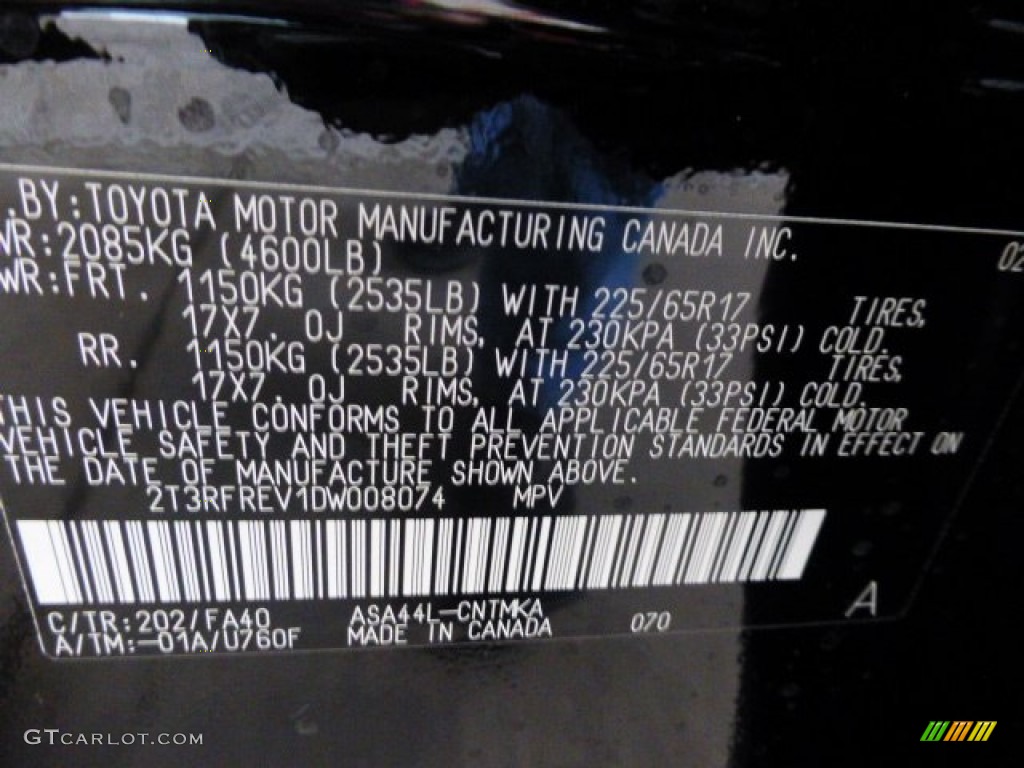 .BY:TOYOTA MOTOR MANUFACTURING CANADA INC.
WR:2085KG (4600LB) 02
WR:FRT. 1150KG (2535LB) WITH 225/65R17 TIRES,
17X7.0J RIMS, AT 230KPA (33PSI) COLD.
RR. 1150KG (2535LB) WITH 225/65R17 TIRES,
17X7.0J RIMS, AT 230KPA (33PSI) COLD.
THIS VEHICLE CONFORMS TO ALL APPLICABLE FEDERAL MOTOR
VEHICLE SAFETY AND THEFT PREVENTION STANDARDS IN EFFECT ON
THE DATE OF MANUFACTURE SHOWN ABOVE.
2T3RFREV1DW008074 MPV
C/TR:202/FA40 ASA44L-CNTMKA 070 A
A/TM:-01A/U760F MADE IN CANADA
GTCARLOT.COM